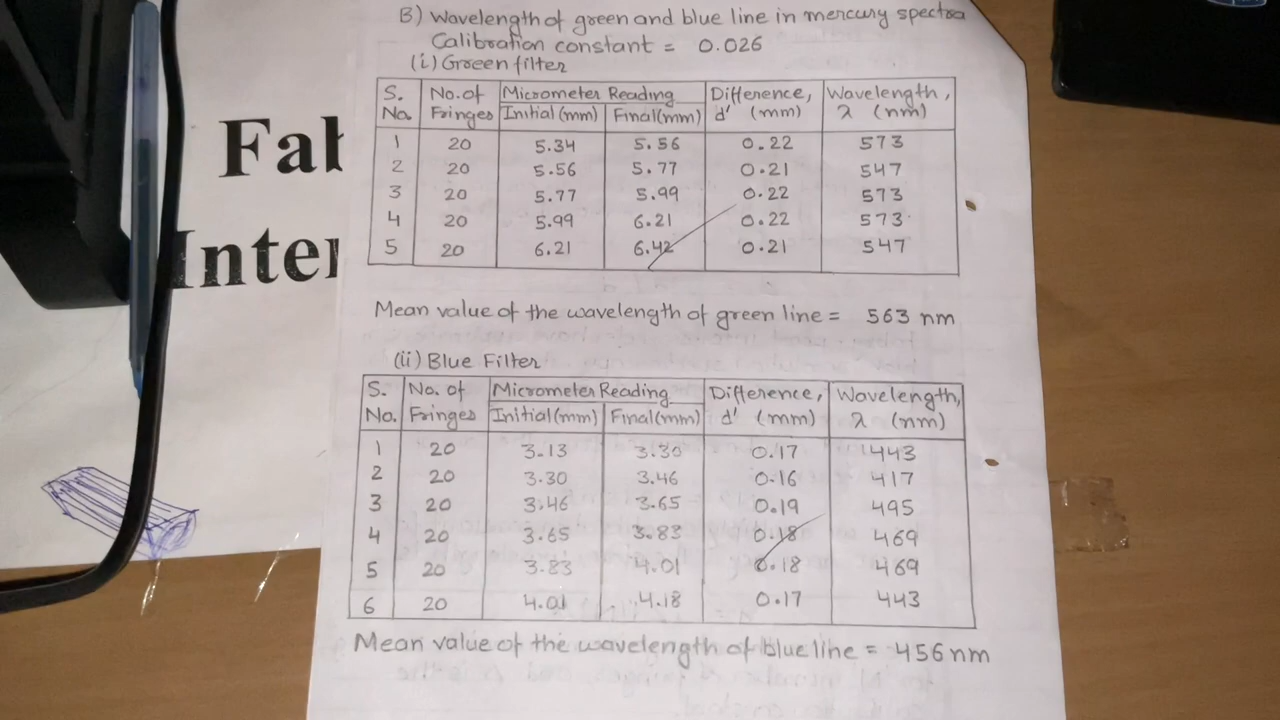 B) Wavelength of green and blue line in mercury spectra
Calibration constant = 0.026
(i) Green filter
S. No. No. of Fringes Micrometer Reading Difference, d' (mm) Wavelength, λ (nm)
Initial (mm) Final (mm)
1 20 5.34 5.56 0.22 573
2 20 5.56 5.77 0.21 547
3 20 5.77 5.99 0.22 573
4 20 5.99 6.21 0.22 573
5 20 6.21 6.42 0.21 547
Mean value of the wavelength of green line = 563 nm
(ii) Blue Filter
S. No. No. of Fringes Micrometer Reading Difference, d' (mm) Wavelength, λ (nm)
Initial (mm) Final (mm)
1 20 3.13 3.30 0.17 443
2 20 3.30 3.46 0.16 417
3 20 3.46 3.65 0.19 495
4 20 3.65 3.83 0.18 469
5 20 3.83 4.01 0.18 469
6 20 4.01 4.18 0.17 443
Mean value of the wavelength of blue line = 456 nm
Fab
Inter